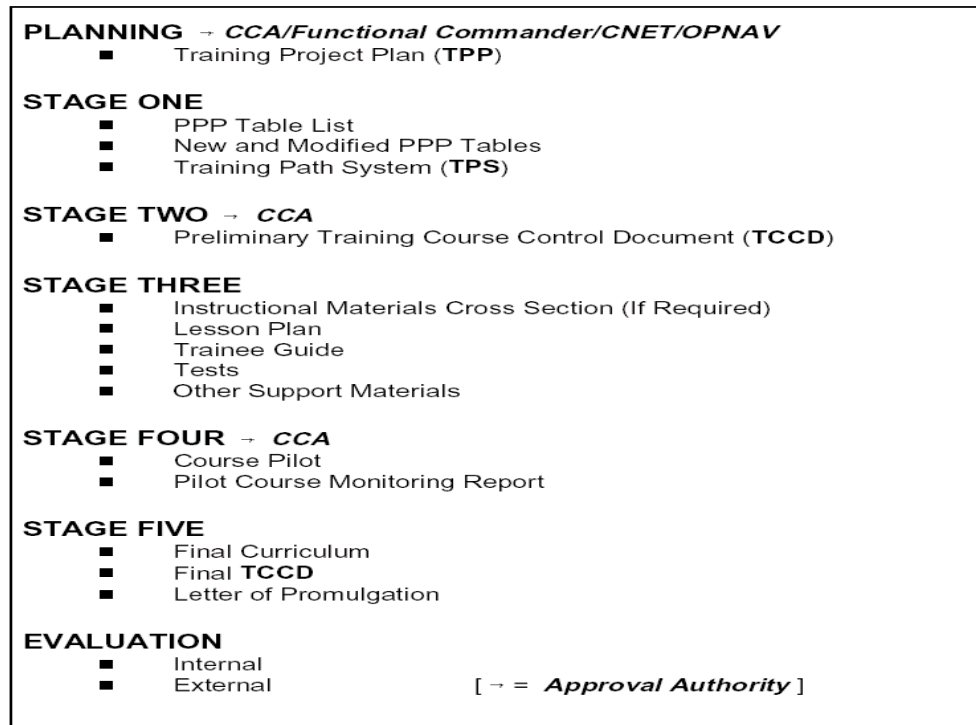 PLANNING → CCA/Functional Commander/CNET/OPNAV
■ Training Project Plan (TPP)
STAGE ONE
■ PPP Table List
■ New and Modified PPP Tables
■ Training Path System (TPS)
STAGE TWO → CCA
■ Preliminary Training Course Control Document (TCCD)
STAGE THREE
■ Instructional Materials Cross Section (If Required)
■ Lesson Plan
■ Trainee Guide
■ Tests
■ Other Support Materials
STAGE FOUR → CCA
■ Course Pilot
■ Pilot Course Monitoring Report
STAGE FIVE
■ Final Curriculum
■ Final TCCD
■ Letter of Promulgation
EVALUATION
■ Internal
■ External [ → = Approval Authority ]